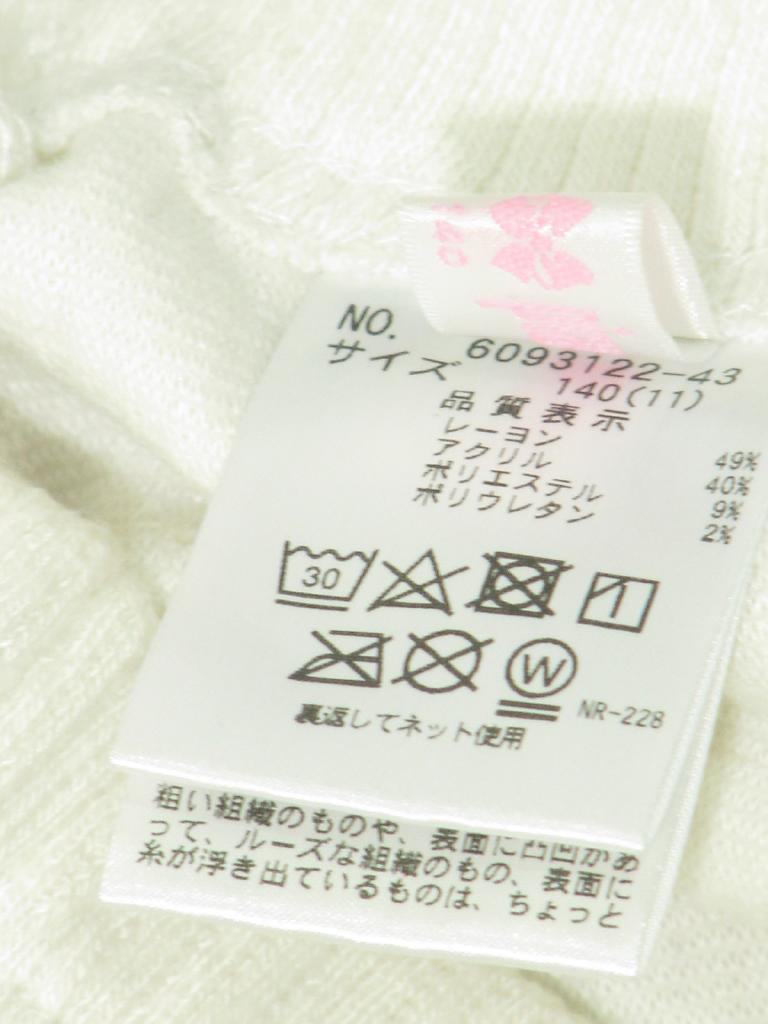 NO. 6093122-43
サイズ 140(11)
品質表示
レーヨン 49%
アクリル 40%
ポリエステル 9%
ポリウレタン 2%
30
W
NR-228
裏返してネット使用
粗い組織のものや、表面に凸凹があ
って、ルーズな組織のもの、表面に
糸が浮き出ているものは、ちょっと